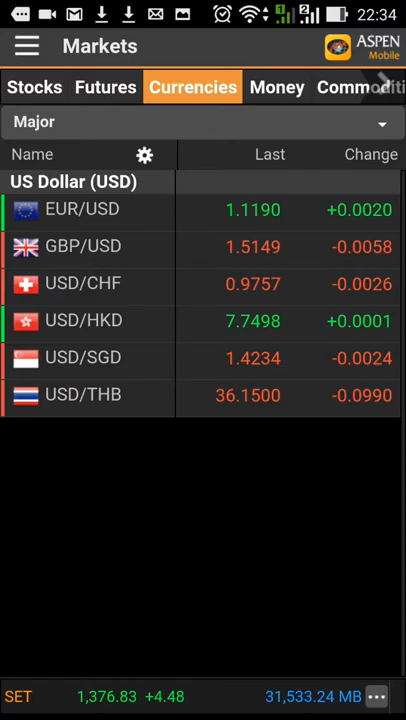 22:34
Markets
ASPEN
Mobile
Stocks Futures Currencies Money Commoditi
Major
Name Last Change
US Dollar (USD)
EUR/USD 1.1190 +0.0020
GBP/USD 1.5149 -0.0058
USD/CHF 0.9757 -0.0026
USD/HKD 7.7498 +0.0001
USD/SGD 1.4234 -0.0024
USD/THB 36.1500 -0.0990
SET 1,376.83 +4.48 31,533.24 MB